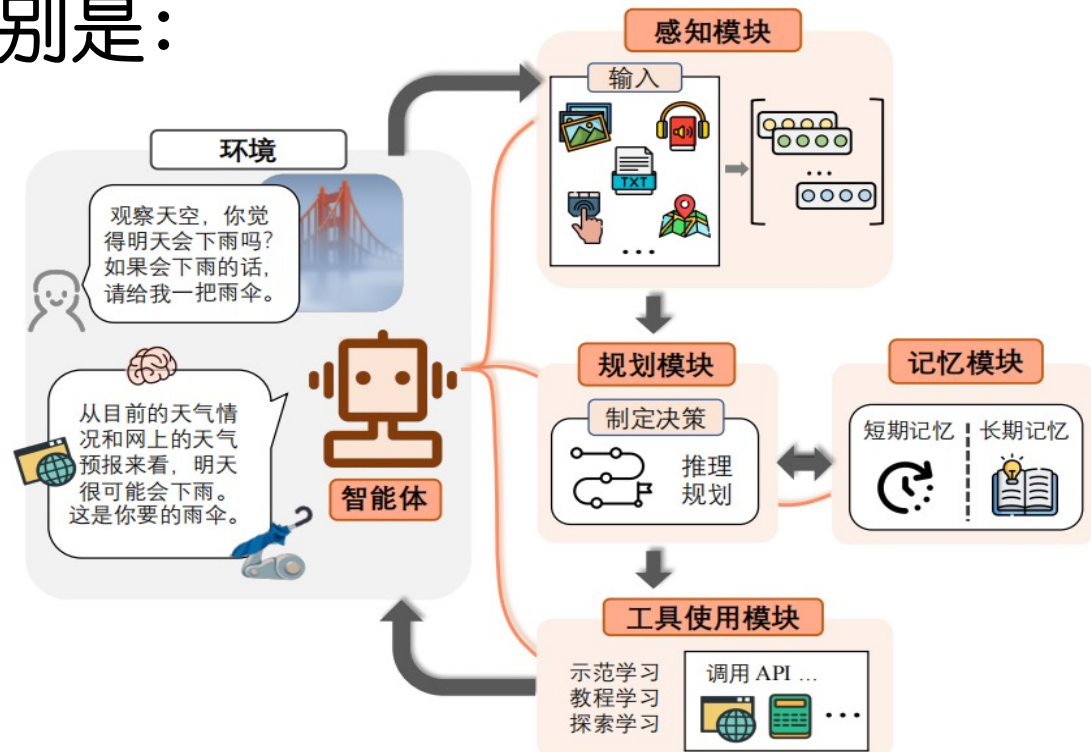 别是：
感知模块
输入
TXT
...
...
环境
观察天空，你觉
得明天会下雨吗？
如果会下雨的话，
请给我一把雨伞。
从目前的天气情
况和网上的天气
预报来看，明天
很可能会下雨。
这是你要的雨伞。
智能体
规划模块
制定决策
推理
规划
记忆模块
短期记忆
长期记忆
工具使用模块
示范学习
教程学习
探索学习
调用 API ...
...